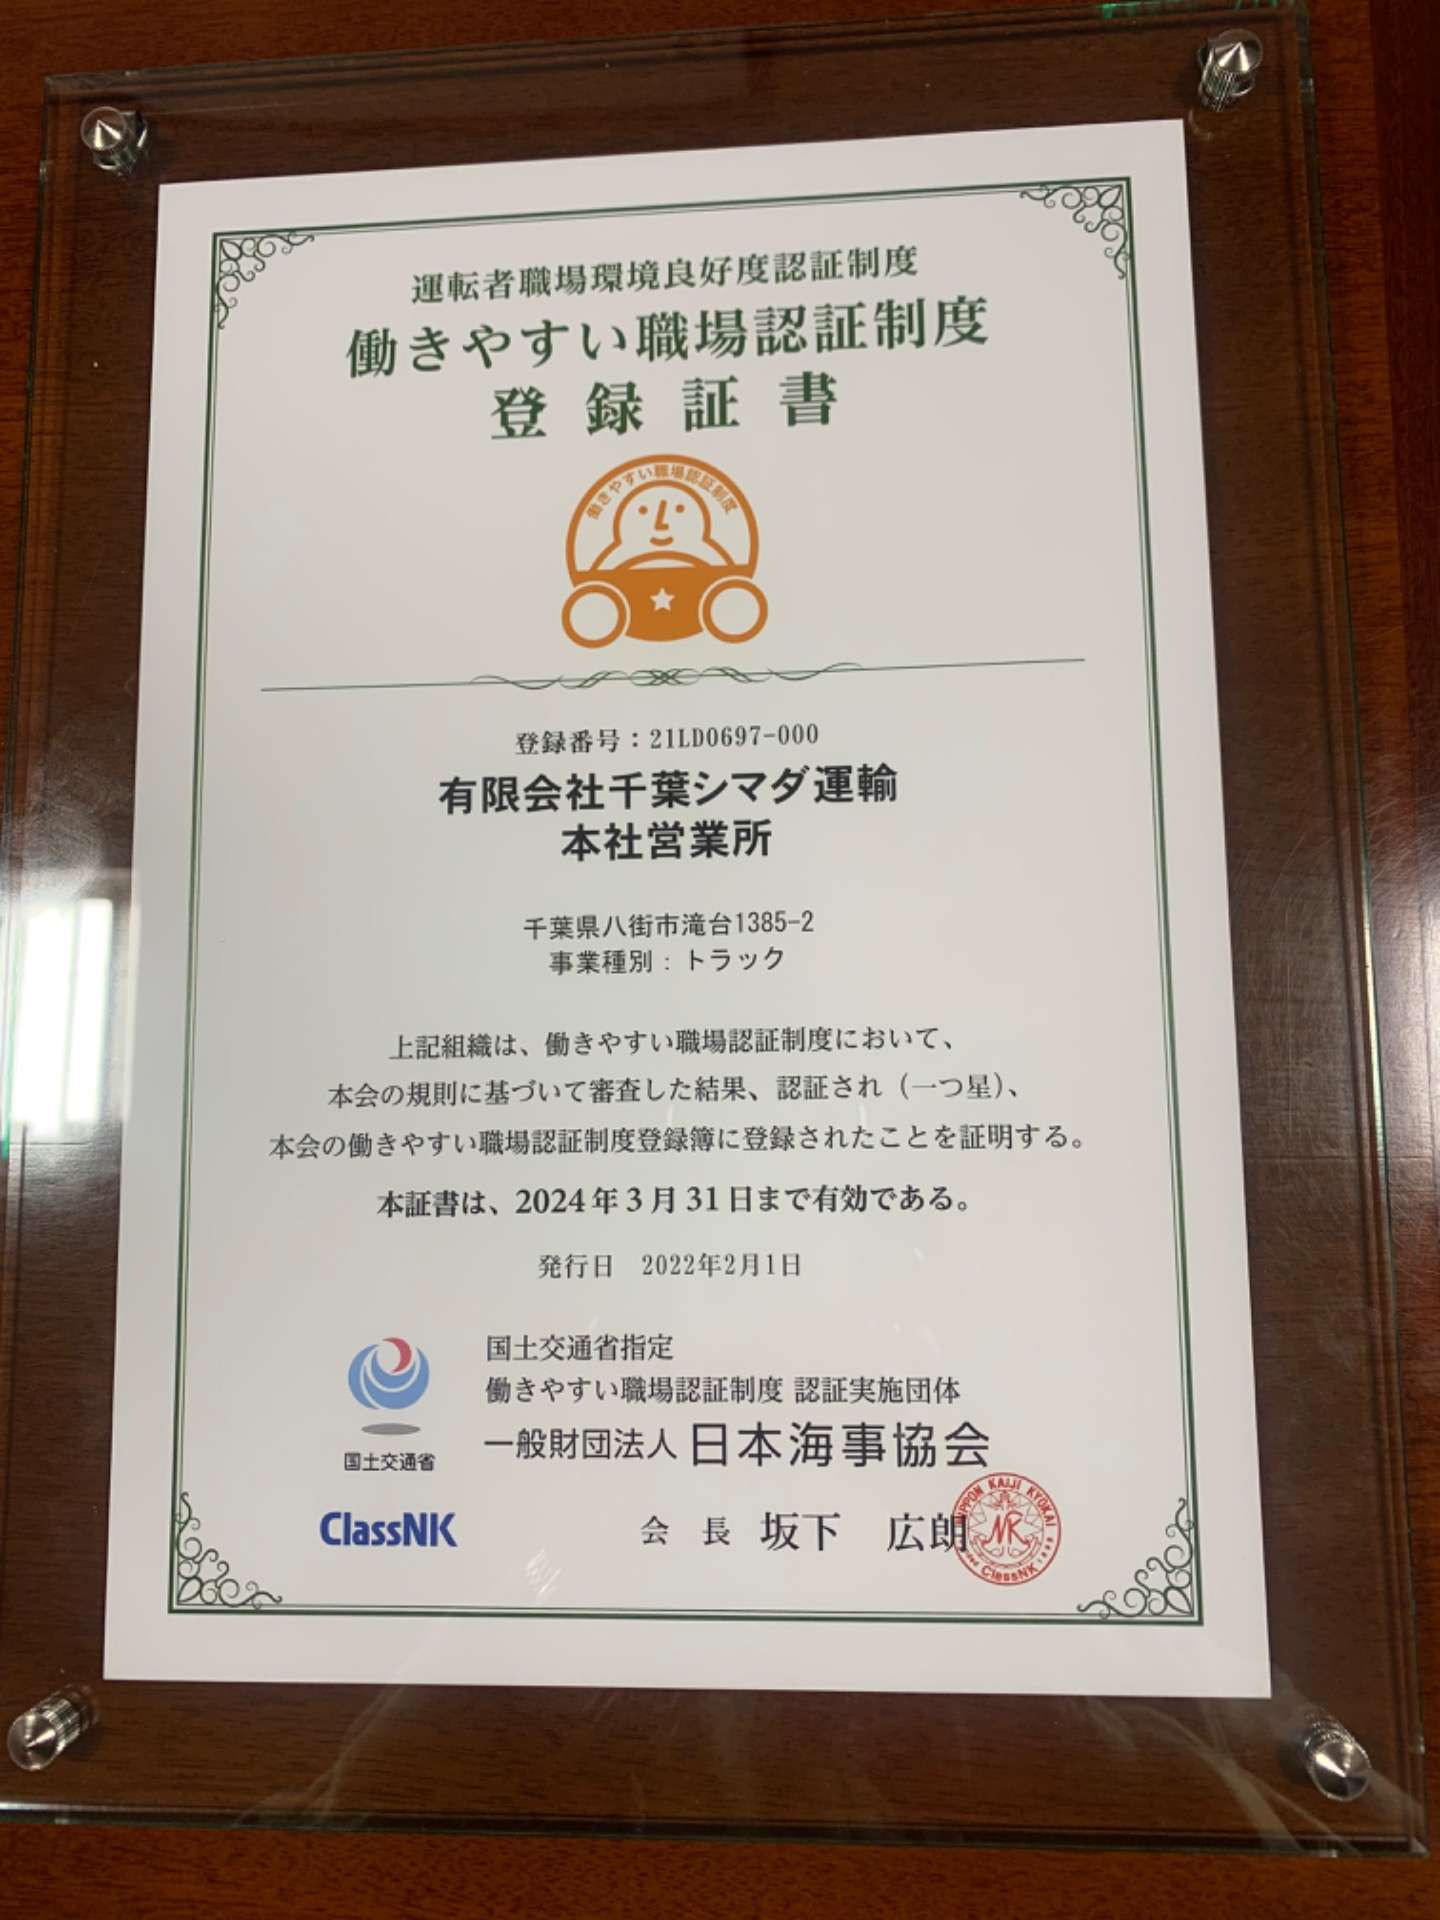 運転者職場環境良好度認証制度
働きやすい職場認証制度
登録証書
働きやすい職場認証制度
登録番号：21LD0697-000
有限会社千葉シマダ運輸
本社営業所
千葉県八街市滝台1385-2
事業種別：トラック
上記組織は、働きやすい職場認証制度において、
本会の規則に基づいて審査した結果、認証され（一つ星）、
本会の働きやすい職場認証制度登録簿に登録されたことを証明する。
本証書は、2024年3月31日まで有効である。
発行日　2022年2月1日
国土交通省指定
働きやすい職場認証制度 認証実施団体
一般財団法人 日本海事協会
国土交通省
ClassNK
会長 坂下 広朗
NIPPON KAIJI KYOKAI
NK
ClassNK